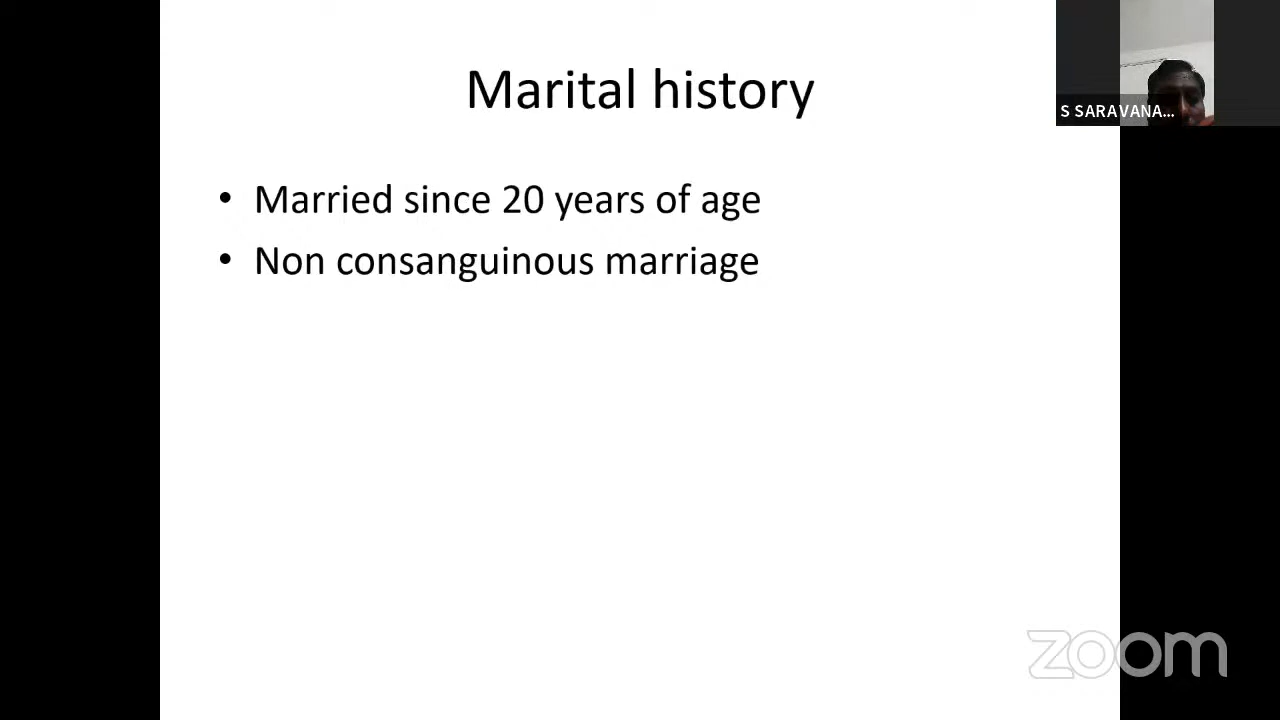 Marital history
S SARAVANA...
• Married since 20 years of age
• Non consanguinous marriage
zoom